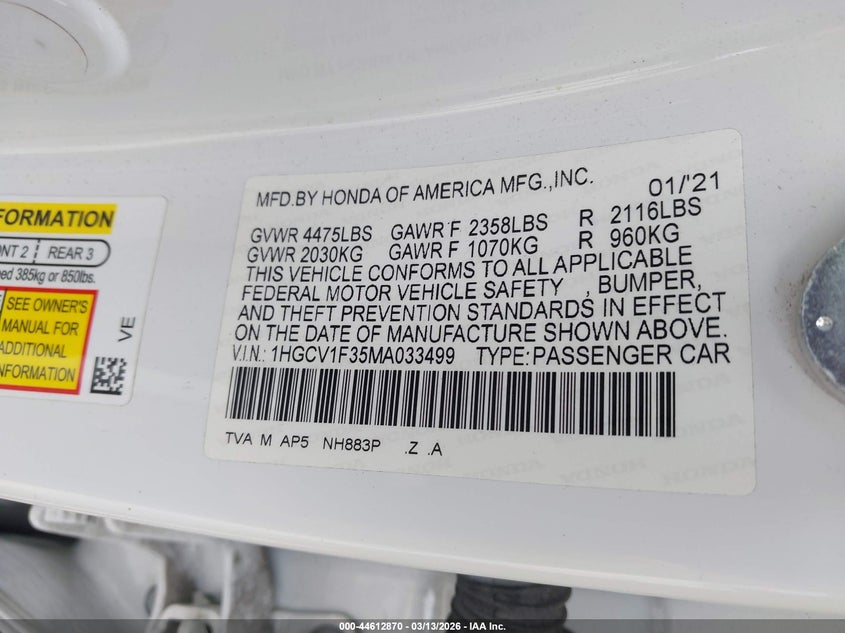 MFD.BY HONDA OF AMERICA MFG.,INC. 01/'21
GVWR 4475LBS GAWR F 2358LBS R 2116LBS
GVWR 2030KG GAWR F 1070KG R 960KG
THIS VEHICLE CONFORMS TO ALL APPLICABLE
FEDERAL MOTOR VEHICLE SAFETY , BUMPER,
AND THEFT PREVENTION STANDARDS IN EFFECT
ON THE DATE OF MANUFACTURE SHOWN ABOVE.
V.I.N.: 1HGCV1F35MA033499 TYPE:PASSENGER CAR
TVA M AP5 NH883P .Z .A
FORMATION
NT 2 REAR 3
ed 385kg or 850lbs.
SEE OWNER'S
MANUAL FOR
ADDITIONAL
INFORMATION
VE
000-44612870 — 03/13/2026 — IAA Inc.